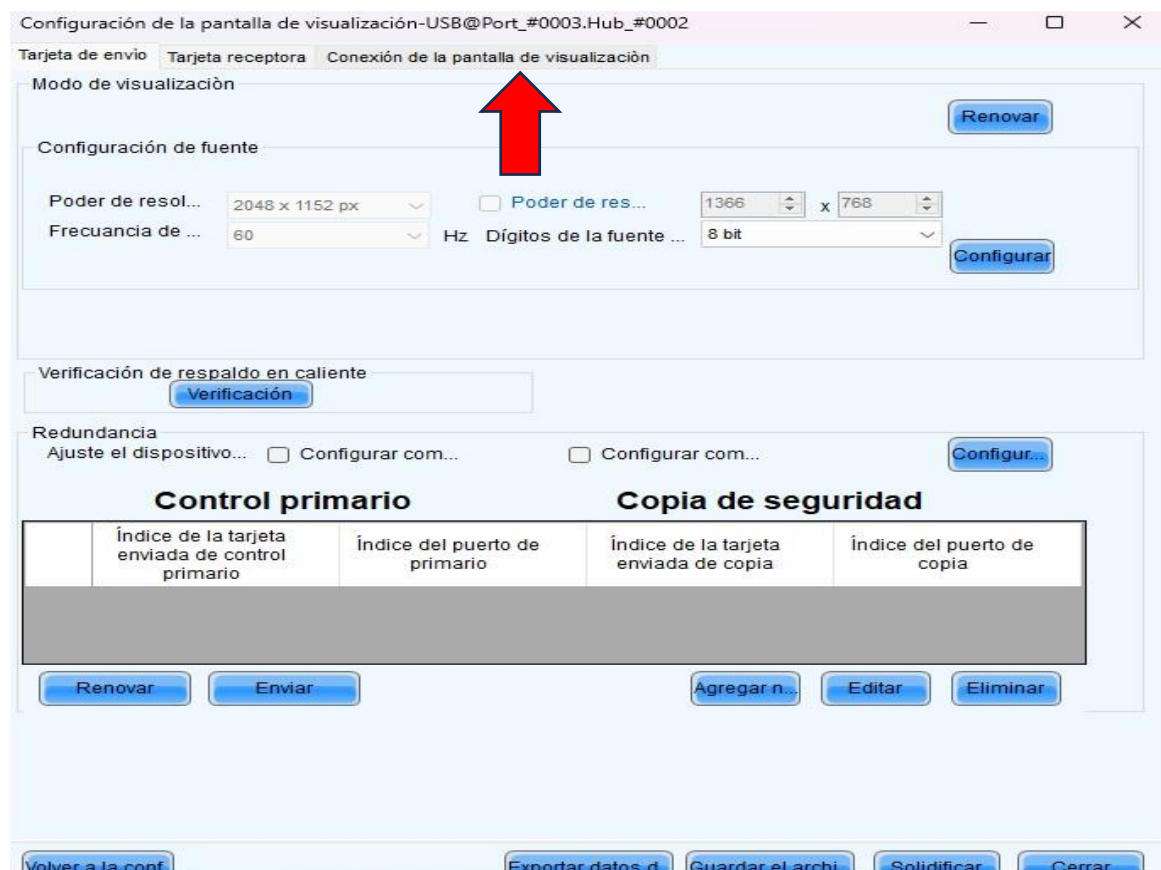 Configuración de la pantalla de visualización-USB@Port_#0003.Hub_#0002
Tarjeta de envìo Tarjeta receptora Conexión de la pantalla de visualizaciòn
Modo de visualizaciòn
Renovar
Configuración de fuente
Poder de resol... 2048 x 1152 px Poder de res... 1366 x 768
Frecuancia de ... 60 Hz Dígitos de la fuente ... 8 bit
Configurar
Verificación de respaldo en caliente
Verificación
Redundancia
Ajuste el dispositivo... Configurar com... Configurar com... Configur...
Control primario Copia de seguridad
Índice de la tarjeta enviada de control primario
Índice del puerto de primario
Índice de la tarjeta enviada de copia
Índice del puerto de copia
Renovar Enviar Agregar n... Editar Eliminar
Volver a la conf Exportar datos d Guardar el archi Solidificar Cerrar